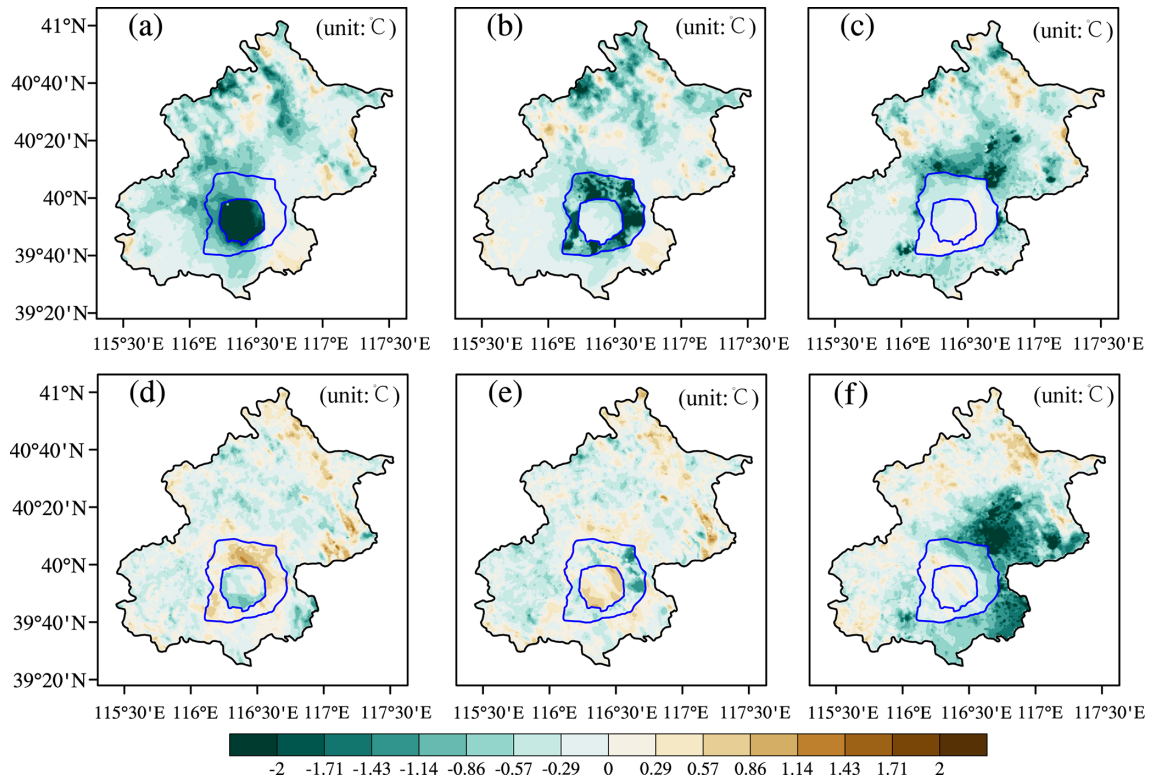 (a) (unit:℃) (b) (unit:℃) (c) (unit:℃)
41°N
40°40'N
40°20'N
40°N
39°40'N
39°20'N
115°30'E 116°E 116°30'E 117°E 117°30'E 115°30'E 116°E 116°30'E 117°E 117°30'E 115°30'E 116°E 116°30'E 117°E 117°30'E
(d) (unit:℃) (e) (unit:℃) (f) (unit:℃)
41°N
40°40'N
40°20'N
40°N
39°40'N
39°20'N
115°30'E 116°E 116°30'E 117°E 117°30'E 115°30'E 116°E 116°30'E 117°E 117°30'E 115°30'E 116°E 116°30'E 117°E 117°30'E
-2 -1.71 -1.43 -1.14 -0.86 -0.57 -0.29 0 0.29 0.57 0.86 1.14 1.43 1.71 2